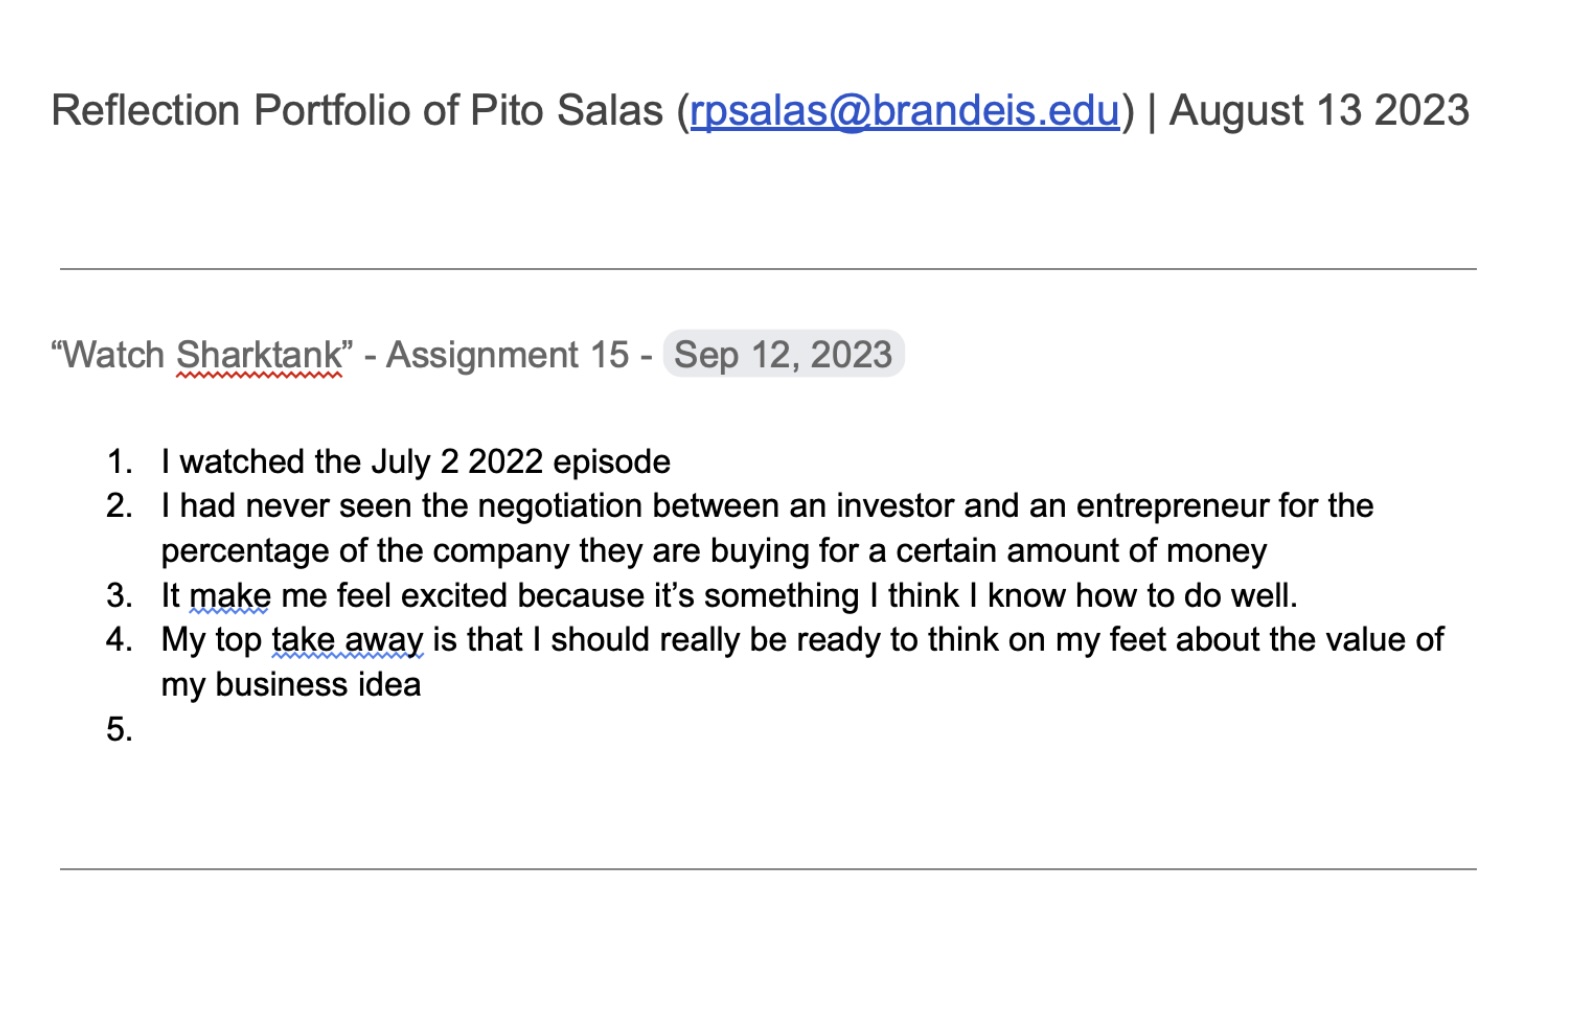 Reflection Portfolio of Pito Salas (rpsalas@brandeis.edu) | August 13 2023
“Watch Sharktank” - Assignment 15 - Sep 12, 2023
1. I watched the July 2 2022 episode
2. I had never seen the negotiation between an investor and an entrepreneur for the
percentage of the company they are buying for a certain amount of money
3. It make me feel excited because it’s something I think I know how to do well.
4. My top take away is that I should really be ready to think on my feet about the value of
my business idea
5.